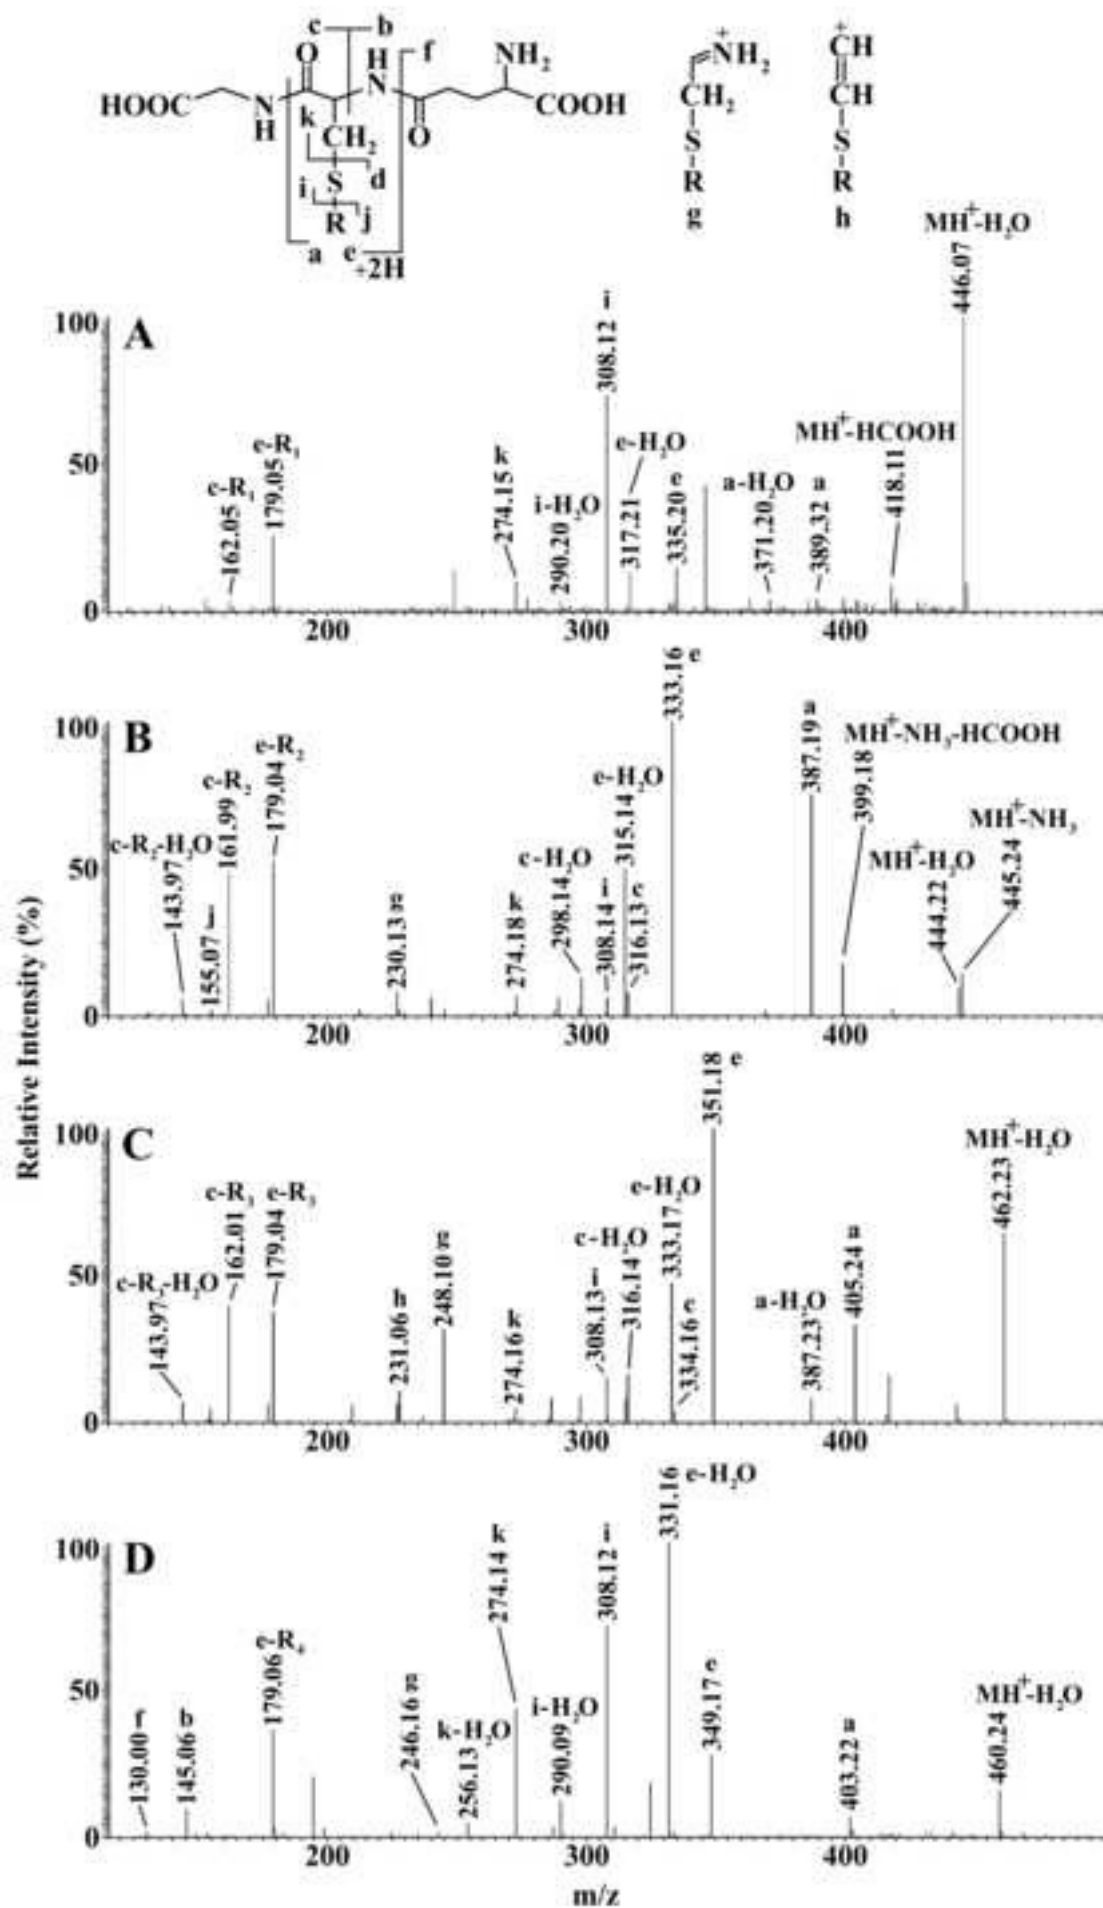 c b
O H f NH₂ +NH₂ +CH
HOOC N N COOH CH₂ CH
H k CH₂ O S S
i S d R R
R j g h
a e +2H
MH⁺-H₂O
446.07
A
100
50
0
c-R₁
162.05
e-R₁
179.05
274.15 k
i-H₂O
290.20
308.12 i
e-H₂O
317.21
335.20 e
a-H₂O
371.20
389.32 a
MH⁺-HCOOH
418.11
200 300 400
B
100
50
0
c-R₂-H₂O
143.97
155.07 j
c-R₂
161.99
e-R₂
179.04
230.13 g
274.18 k
c-H₂O
298.14
308.14 i
e-H₂O
315.14
316.13 c
333.16 e
387.19 a
MH⁺-NH₃-HCOOH
399.18
MH⁺-H₂O
444.22
MH⁺-NH₃
445.24
200 300 400
Relative Intensity (%)
C
100
50
0
c-R₃-H₂O
143.97
c-R₃
162.01
e-R₃
179.04
231.06 h
248.10 g
274.16 k
308.13 i
c-H₂O
316.14
e-H₂O
333.17
334.16 c
351.18 e
a-H₂O
387.23
405.24 a
MH⁺-H₂O
462.23
200 300 400
D
100
50
0
130.00 f
145.06 b
e-R₄
179.06
246.16 g
k-H₂O
256.13
274.14 k
i-H₂O
290.09
308.12 i
331.16 e-H₂O
349.17 e
403.22 a
MH⁺-H₂O
460.24
200 300 400
m/z